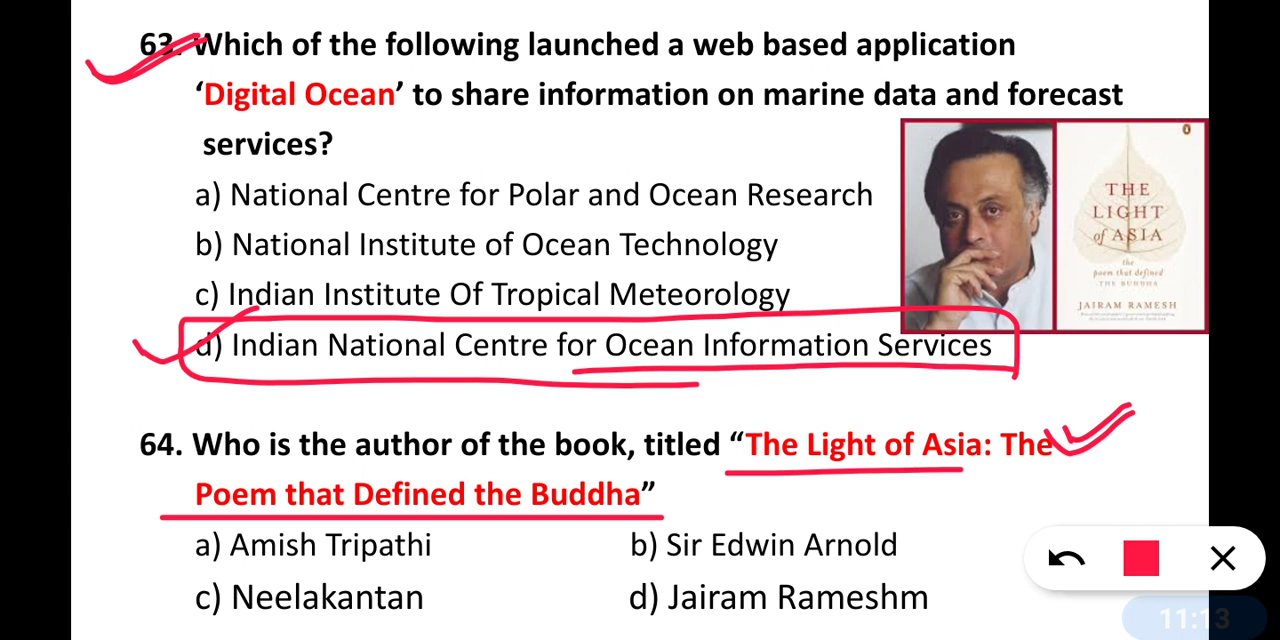 63. Which of the following launched a web based application
‘Digital Ocean’ to share information on marine data and forecast
services?
a) National Centre for Polar and Ocean Research
b) National Institute of Ocean Technology
c) Indian Institute Of Tropical Meteorology
d) Indian National Centre for Ocean Information Services
THE
LIGHT
of ASIA
the
poem that defined
THE BUDDHA
JAIRAM RAMESH
64. Who is the author of the book, titled “The Light of Asia: The
Poem that Defined the Buddha”
a) Amish Tripathi b) Sir Edwin Arnold
c) Neelakantan d) Jairam Rameshm
11:13